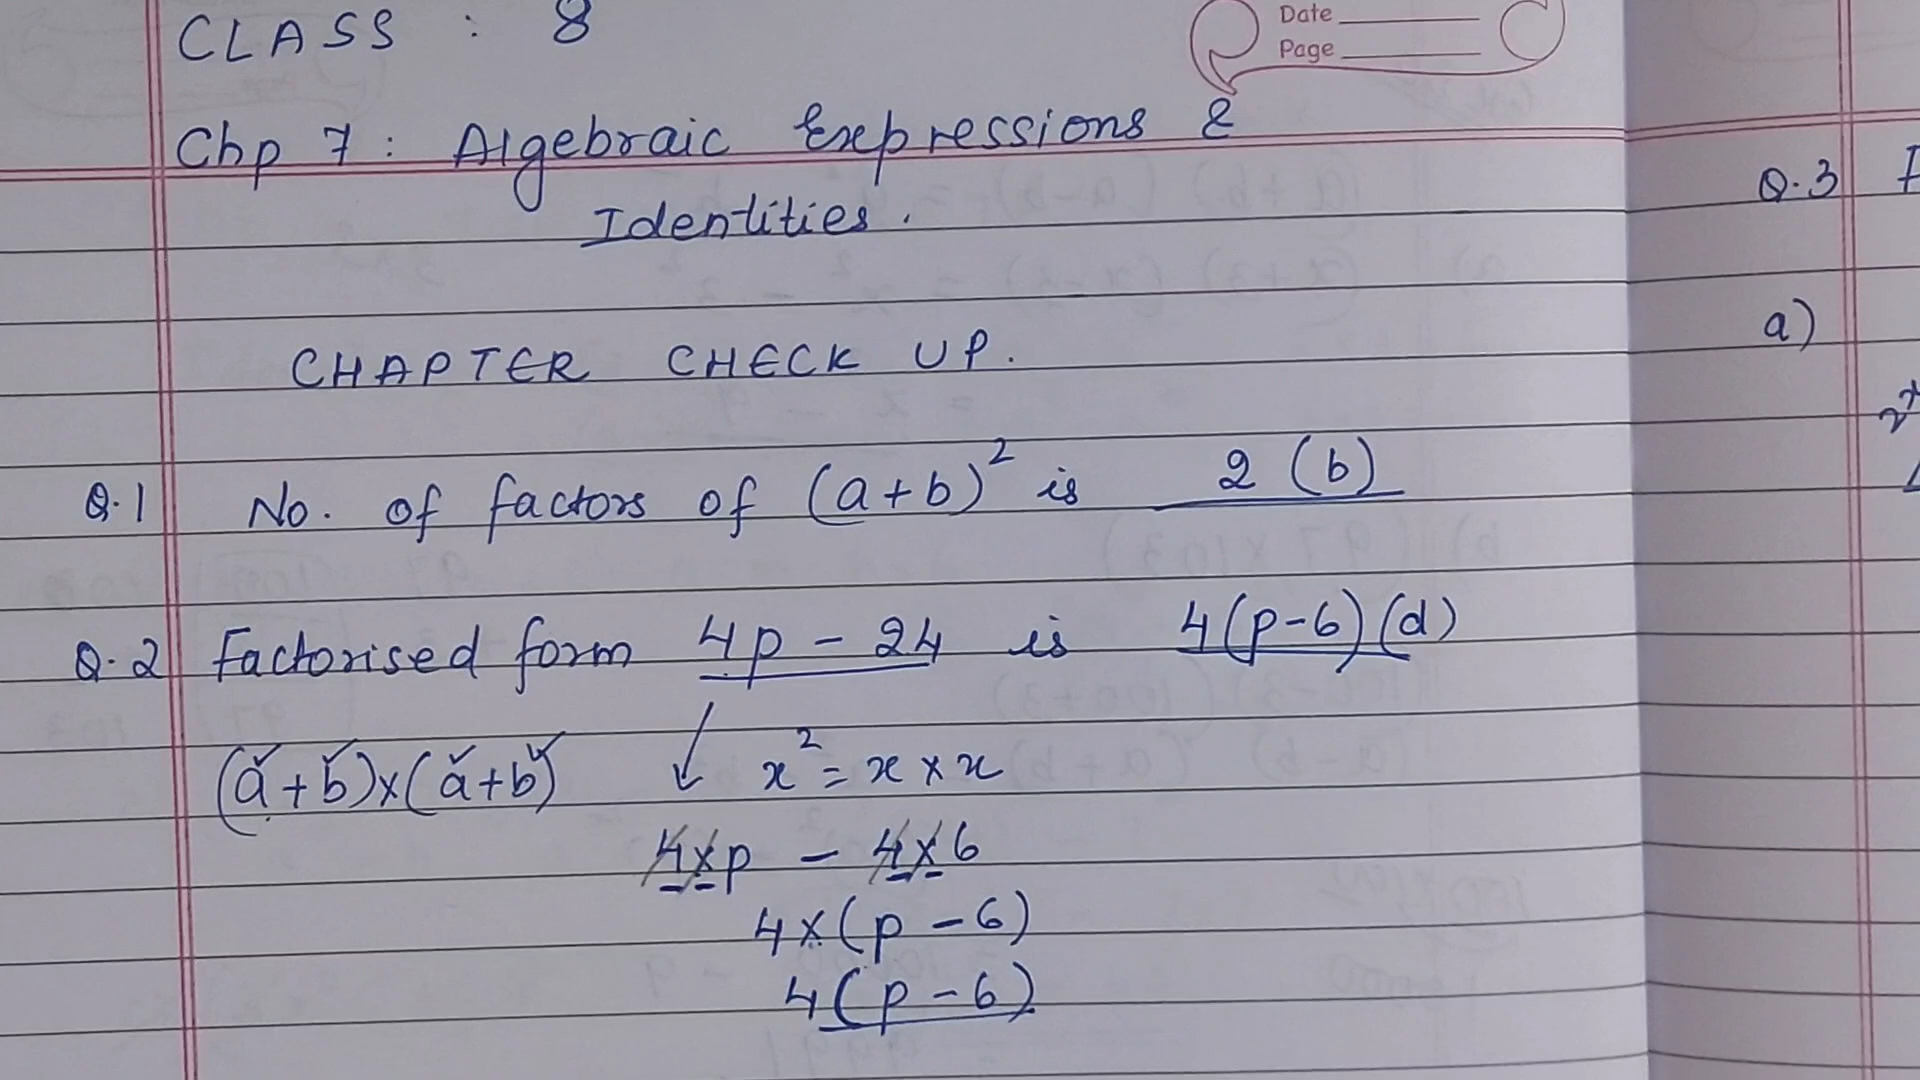 CLASS : 8
Date
Page
Chp 7 : Algebraic Expressions &
Identities.
CHAPTER CHECK UP.
Q.1 No. of factors of (a+b)² is 2 (b)
Q.2 Factorised form 4p - 24 is 4(p-6) (d)
(a+b)×(a+b) ↓ x² = x × x
4×p - 4×6
4×(p-6)
4(p-6)
Q.3
a)